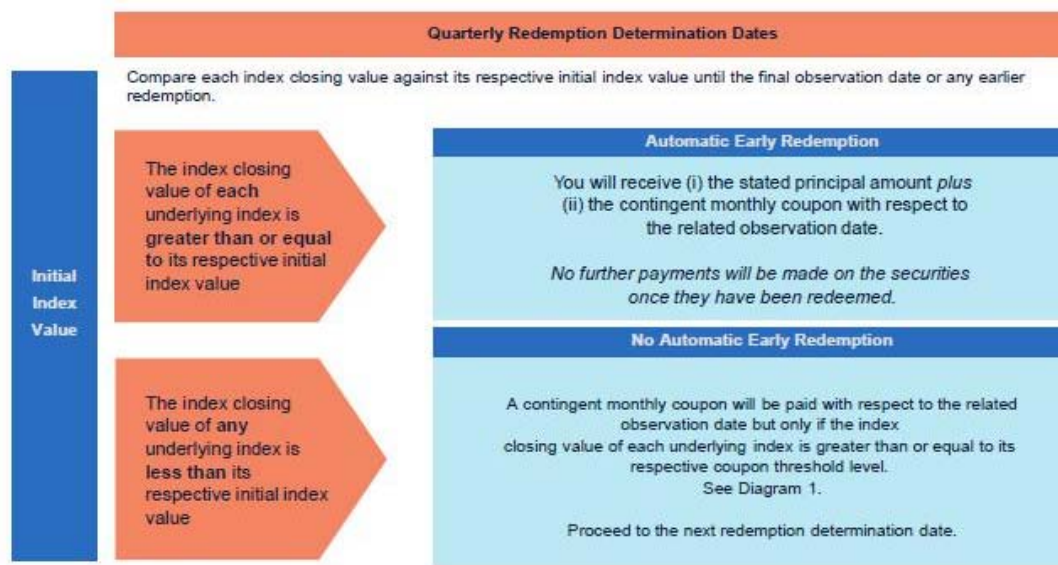 Quarterly Redemption Determination Dates
Compare each index closing value against its respective initial index value until the final observation date or any earlier
redemption.
Initial
Index
Value
The index closing
value of each
underlying index is
greater than or equal
to its respective initial
index value
Automatic Early Redemption
You will receive (i) the stated principal amount plus
(ii) the contingent monthly coupon with respect to
the related observation date.
No further payments will be made on the securities
once they have been redeemed.
The index closing
value of any
underlying index is
less than its
respective initial index
value
No Automatic Early Redemption
A contingent monthly coupon will be paid with respect to the related
observation date but only if the index
closing value of each underlying index is greater than or equal to its
respective coupon threshold level.
See Diagram 1.
Proceed to the next redemption determination date.